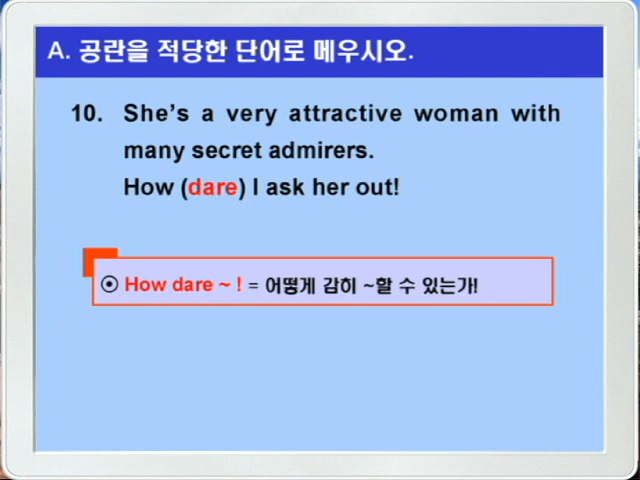 A. 공란을 적당한 단어로 메우시오.
10. She's a very attractive woman with
many secret admirers.
How (dare) I ask her out!
⊙ How dare ~ ! = 어떻게 감히 ~할 수 있는가!